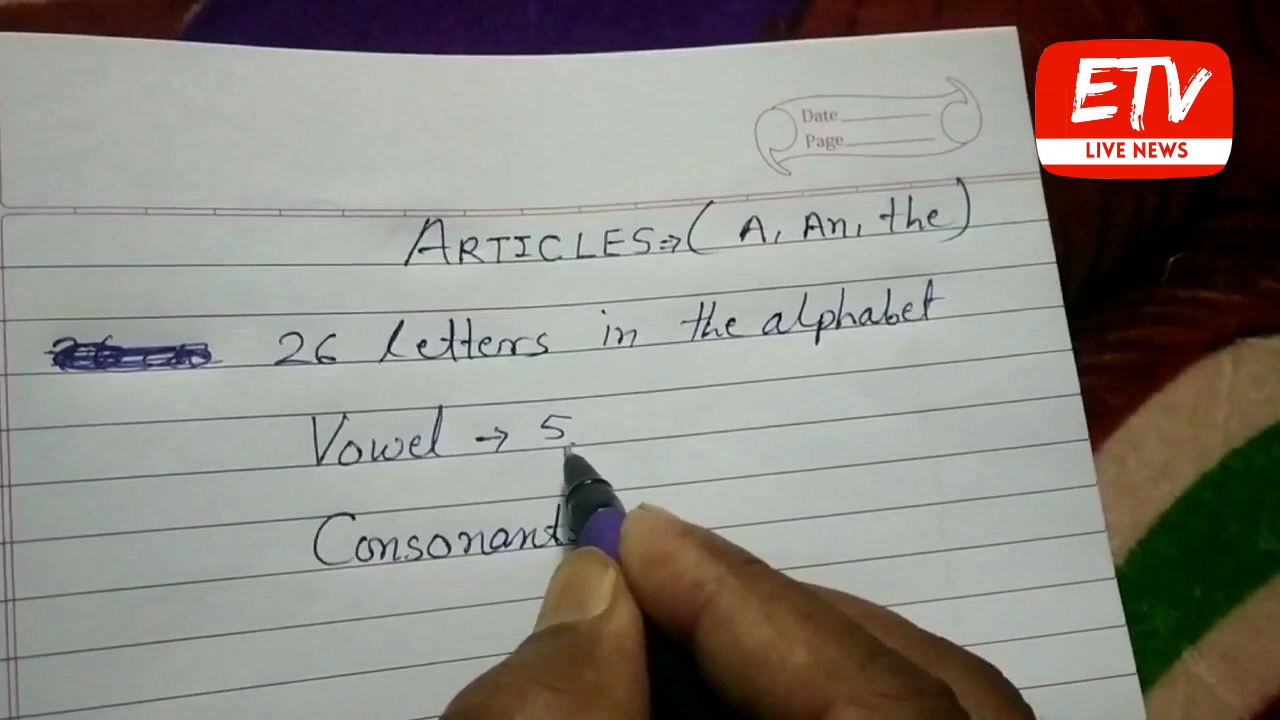 ETV
LIVE NEWS
Date
Page
ARTICLES⇒(A, An, the)
26 letters in the alphabet
Vowel → 5
Consonant